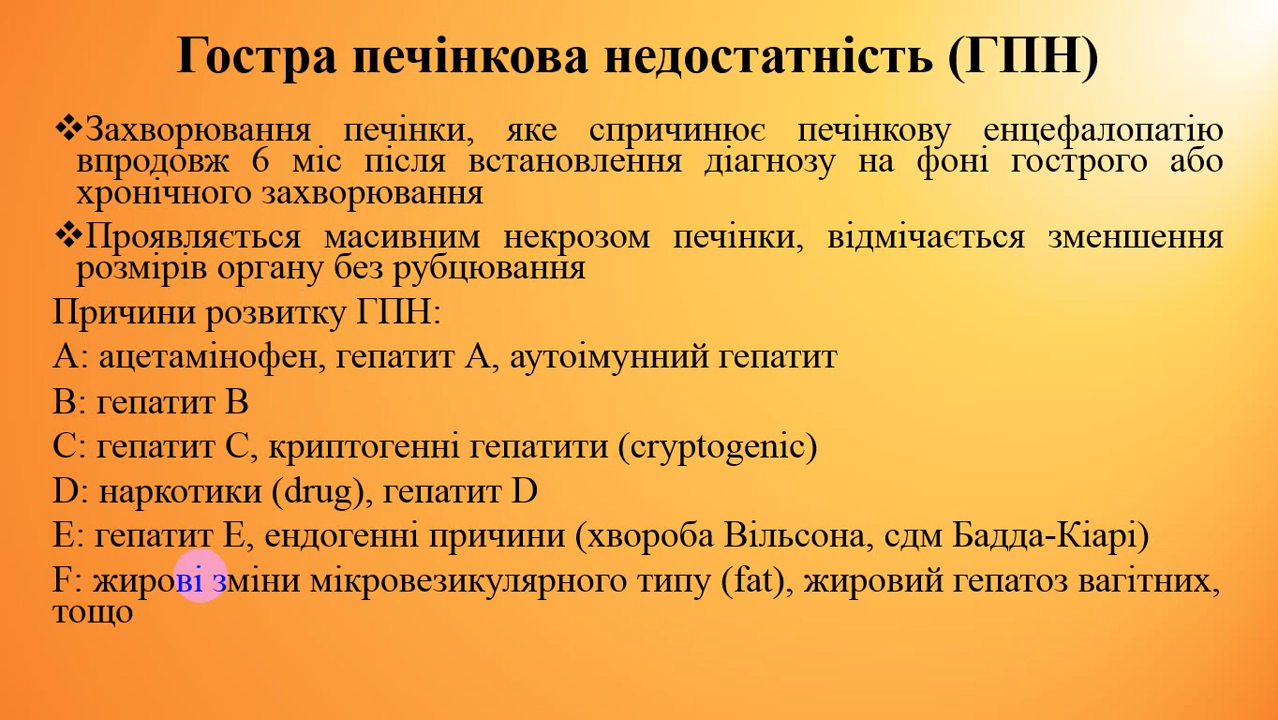 Гостра печінкова недостатність (ГПН)
❖Захворювання печінки, яке спричинює печінкову енцефалопатію
впродовж 6 міс після встановлення діагнозу на фоні гострого або
хронічного захворювання
❖Проявляється масивним некрозом печінки, відмічається зменшення
розмірів органу без рубцювання
Причини розвитку ГПН:
A: ацетамінофен, гепатит А, аутоімунний гепатит
B: гепатит В
C: гепатит С, криптогенні гепатити (cryptogenic)
D: наркотики (drug), гепатит D
E: гепатит Е, ендогенні причини (хвороба Вільсона, сдм Бадда-Кіарі)
F: жирові зміни мікровезикулярного типу (fat), жировий гепатоз вагітних,
тощо